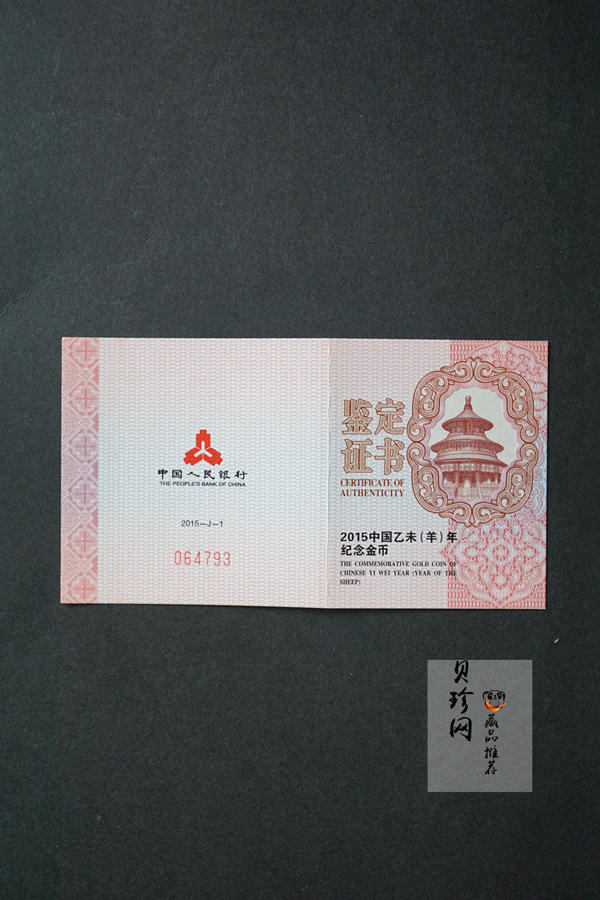 中国人民银行
THE PEOPLE'S BANK OF CHINA
2015-J-1
064793
鉴定
证书
CERTIFICATE OF
AUTHENTICITY
2015中国乙未(羊)年
纪念金币
THE COMMEMORATIVE GOLD COIN OF
CHINESE YI WEI YEAR (YEAR OF THE
SHEEP)
贝珍网
藏品推荐